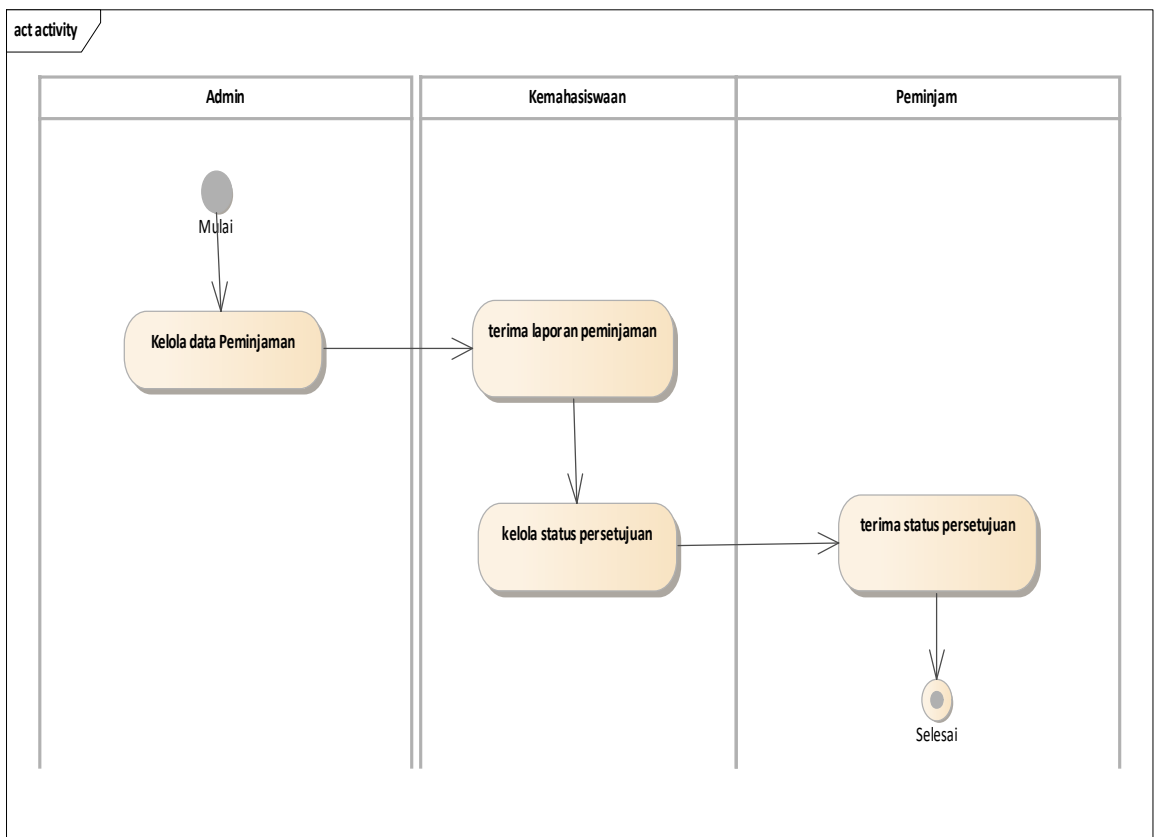 act activity
Admin
Kemahasiswaan
Peminjam
Mulai
Kelola data Peminjaman
terima laporan peminjaman
kelola status persetujuan
terima status persetujuan
Selesai